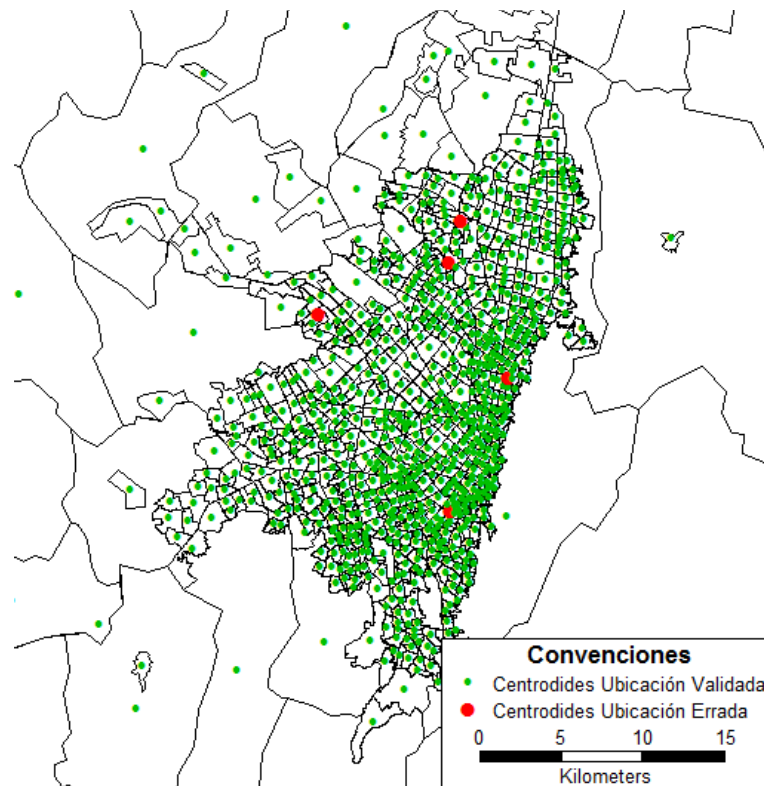 Convenciones
Centrodides Ubicación Validada
Centrodides Ubicación Errada
0 5 10 15
Kilometers